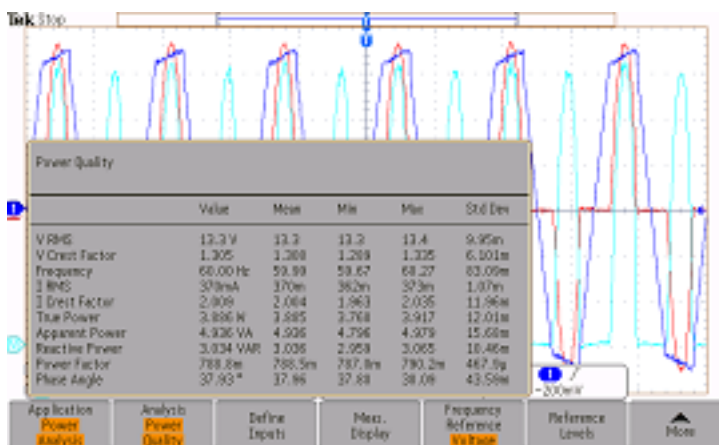 Tek Stop
Power Quality
Value Mean Min Max Std Dev
V RMS 13.3 V 13.3 13.3 13.4 9.95m
V Crest Factor 1.305 1.308 1.289 1.335 6.101m
Frequency 60.00 Hz 59.99 59.67 60.27 83.09m
I RMS 370mA 370m 362m 373m 1.07m
I Crest Factor 2.009 2.004 1.963 2.035 11.96m
True Power 3.886 W 3.885 3.768 3.917 12.01m
Apparent Power 4.936 VA 4.936 4.796 4.979 15.68m
Reactive Power 3.034 VAR 3.036 2.959 3.065 10.46m
Power Factor 788.8m 788.5m 787.0m 790.2m 467.9µ
Phase Angle 37.93 ° 37.96 37.80 38.09 43.59m
1
-200mV
Application
Power
Analysis
Analysis
Power
Quality
Define
Inputs
Meas.
Display
Frequency
Reference
Voltage
Reference
Levels
More